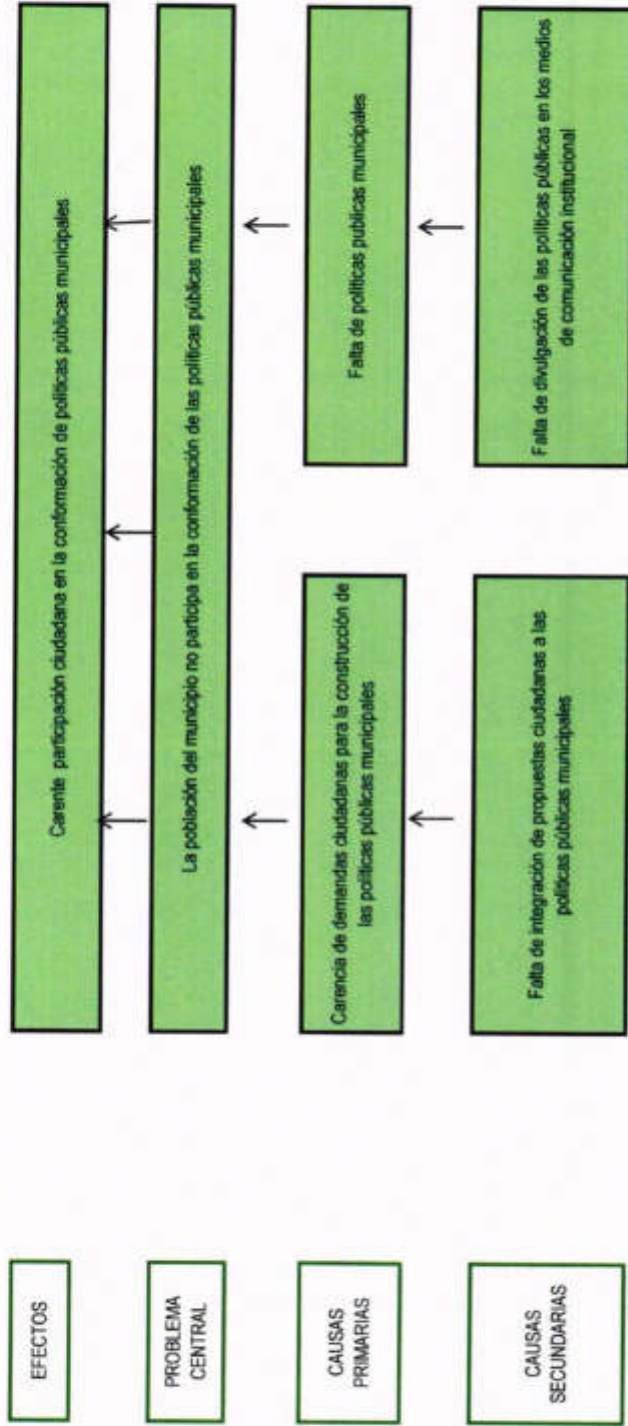 EFECTOS
Carente participación ciudadana en la conformación de políticas públicas municipales
PROBLEMA
CENTRAL
La población del municipio no participa en la conformación de las políticas públicas municipales
CAUSAS
PRIMARIAS
Carencia de demandas ciudadanas para la construcción de
las políticas públicas municipales
Falta de políticas publicas municipales
CAUSAS
SECUNDARIAS
Falta de integración de propuestas ciudadanas a las
políticas públicas municipales
Falta de divulgación de las políticas públicas en los medios
de comunicación institucional